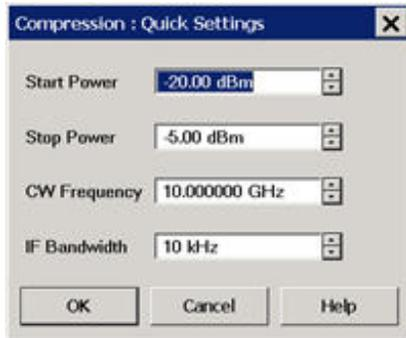 Compression : Quick Settings
Start Power -20.00 dBm
Stop Power -5.00 dBm
CW Frequency 10.000000 GHz
IF Bandwidth 10 kHz
OK Cancel Help